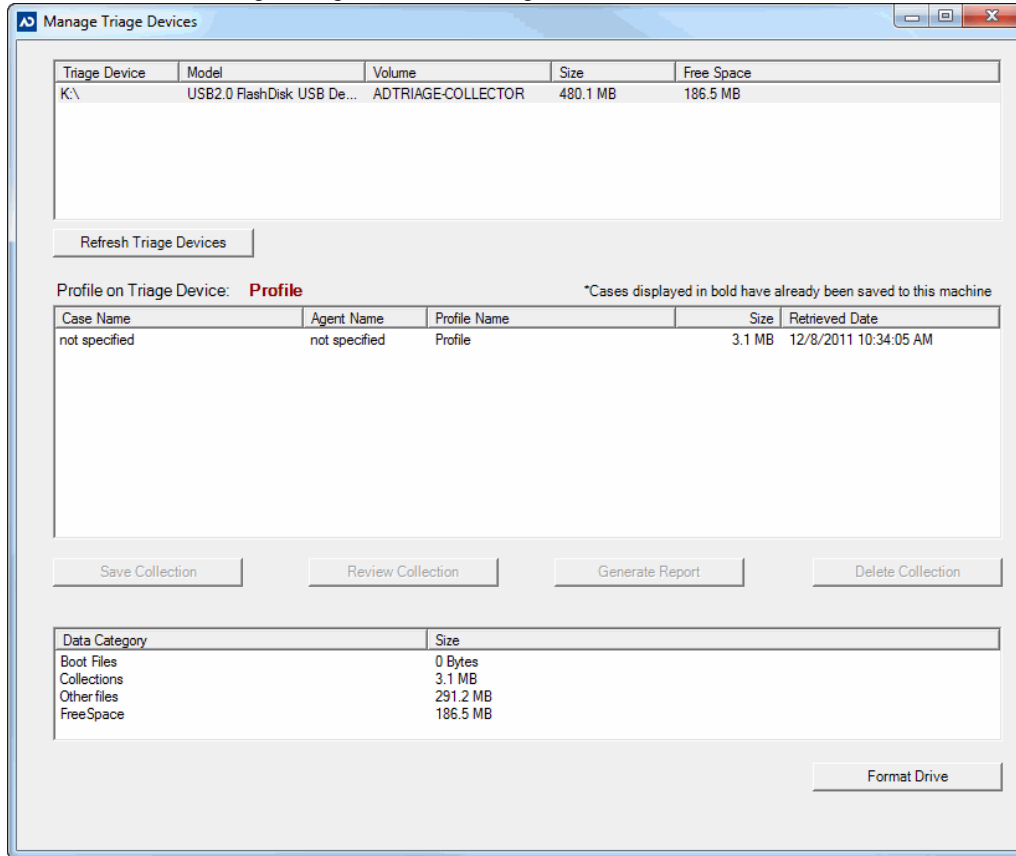 Manage Triage Devices
Triage Device Model Volume Size Free Space
K:\ USB2.0 FlashDisk USB De... ADTRIAGE-COLLECTOR 480.1 MB 186.5 MB
Refresh Triage Devices
Profile on Triage Device: Profile *Cases displayed in bold have already been saved to this machine
Case Name Agent Name Profile Name Size Retrieved Date
not specified not specified Profile 3.1 MB 12/8/2011 10:34:05 AM
Save Collection Review Collection Generate Report Delete Collection
Data Category Size
Boot Files 0 Bytes
Collections 3.1 MB
Other files 291.2 MB
FreeSpace 186.5 MB
Format Drive